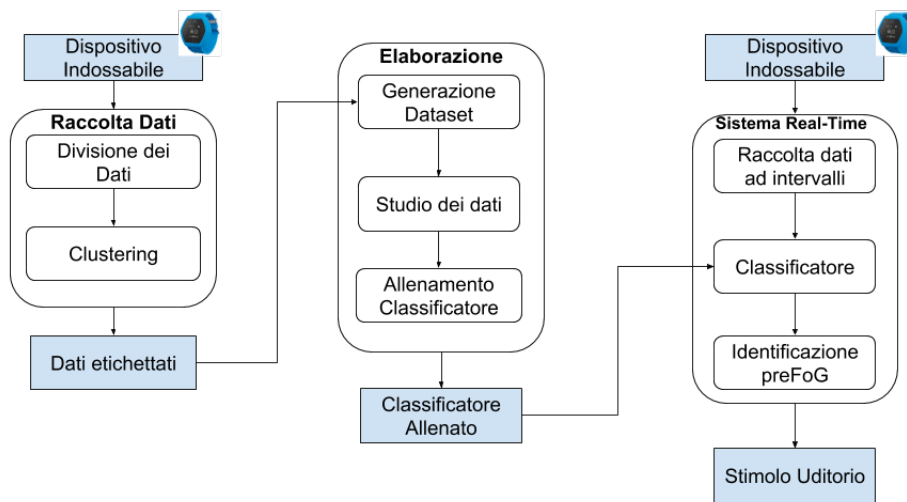 Dispositivo
Indossabile
Raccolta Dati
Divisione dei
Dati
Clustering
Dati etichettati
Elaborazione
Generazione
Dataset
Studio dei dati
Allenamento
Classificatore
Classificatore
Allenato
Dispositivo
Indossabile
Sistema Real-Time
Raccolta dati
ad intervalli
Classificatore
Identificazione
preFoG
Stimolo Uditorio